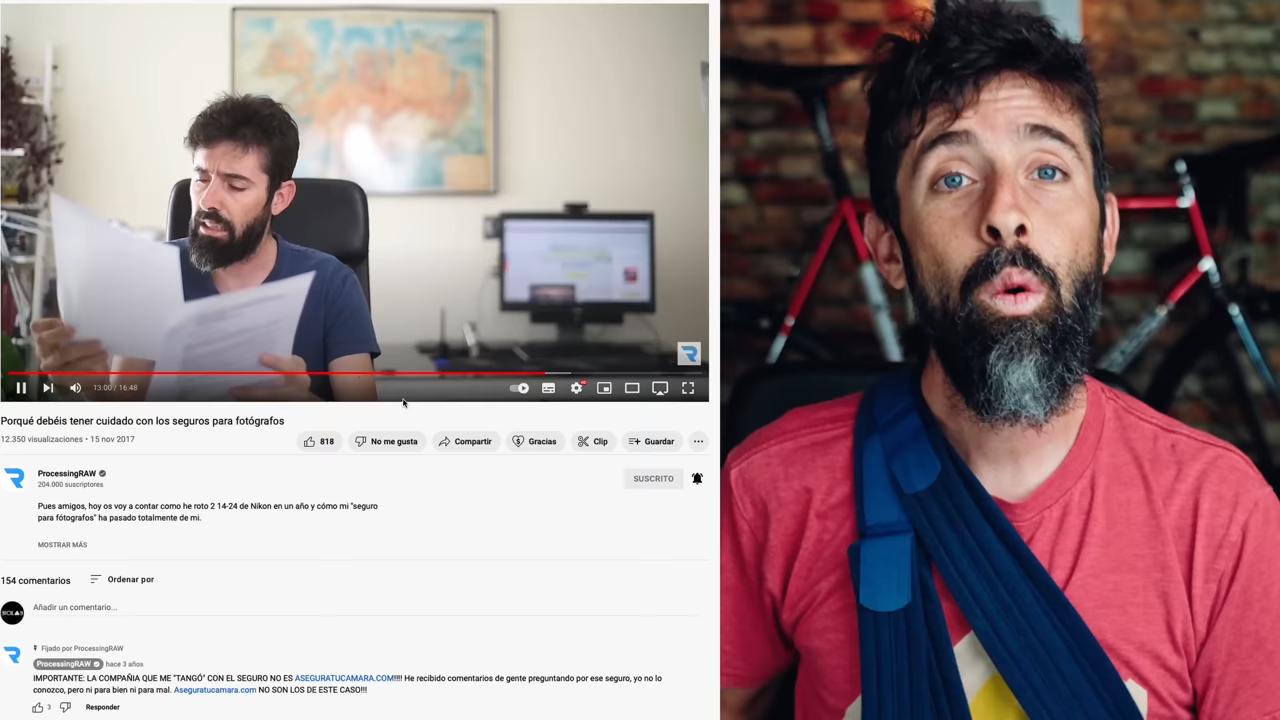 13:00 / 16:48
Porqué debéis tener cuidado con los seguros para fotógrafos
12.350 visualizaciones • 15 nov 2017
818
No me gusta
Compartir
Gracias
Clip
Guardar
ProcessingRAW
204.000 suscriptores
SUSCRITO
Pues amigos, hoy os voy a contar como he roto 2 14-24 de Nikon en un año y cómo mi "seguro
para fótografos" ha pasado totalmente de mi.
MOSTRAR MÁS
154 comentarios
Ordenar por
Añadir un comentario...
Fijado por ProcessingRAW
ProcessingRAW hace 3 años
IMPORTANTE: LA COMPAÑIA QUE ME "TANGÓ" CON EL SEGURO NO ES ASEGURATUCAMARA.COM!!!! He recibido comentarios de gente preguntando por ese seguro, yo no lo
conozco, pero ni para bien ni para mal. Aseguratucamara.com NO SON LOS DE ESTE CASO!!!
3
Responder